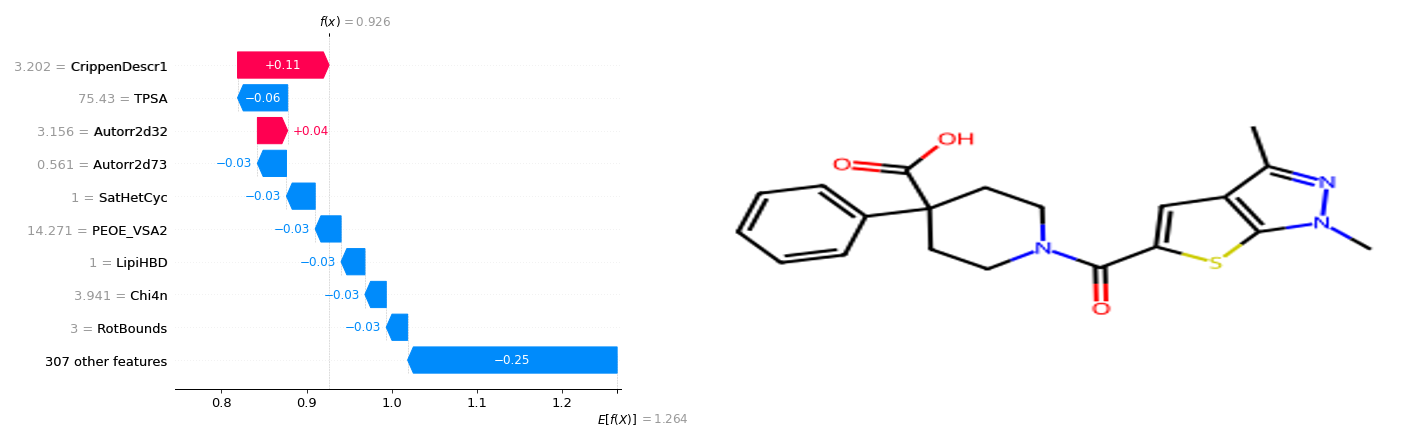 f(x) = 0.926
3.202 = CrippenDescr1
+0.11
75.43 = TPSA
−0.06
3.156 = Autorr2d32
+0.04
0.561 = Autorr2d73
−0.03
1 = SatHetCyc
−0.03
14.271 = PEOE_VSA2
−0.03
1 = LipiHBD
−0.03
3.941 = Chi4n
−0.03
3 = RotBounds
−0.03
307 other features
−0.25
0.8 0.9 1.0 1.1 1.2
E[f(X)] = 1.264
OH
O
N
N
N
S
O